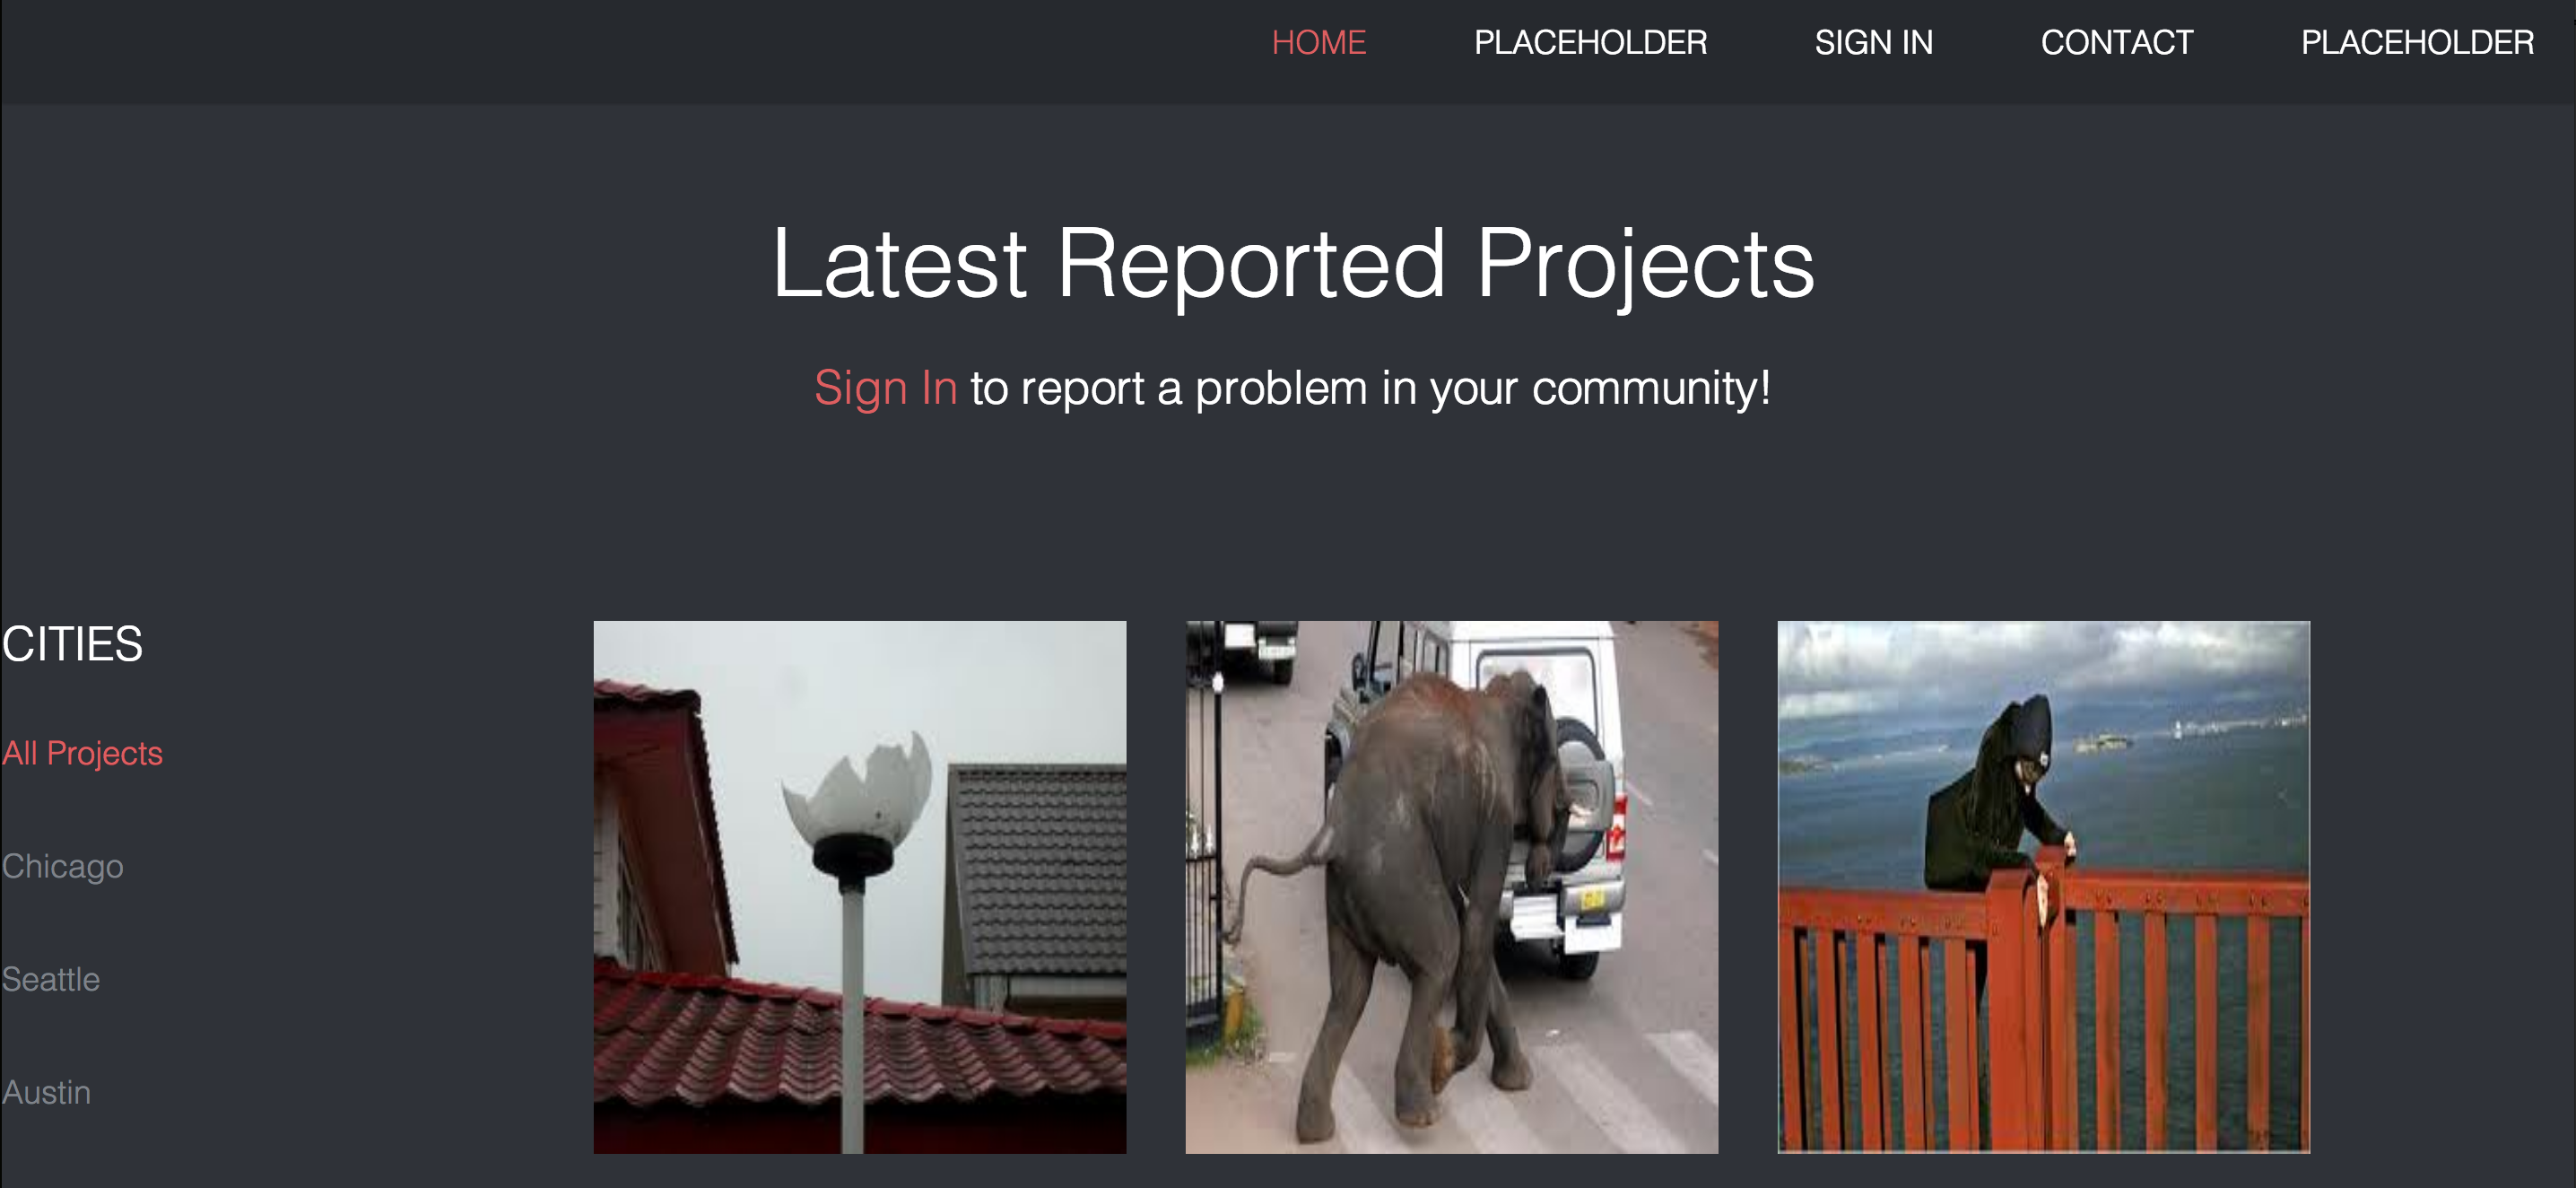 HOME PLACEHOLDER SIGN IN CONTACT PLACEHOLDER
Latest Reported Projects
Sign In to report a problem in your community!
CITIES
All Projects
Chicago
Seattle
Austin